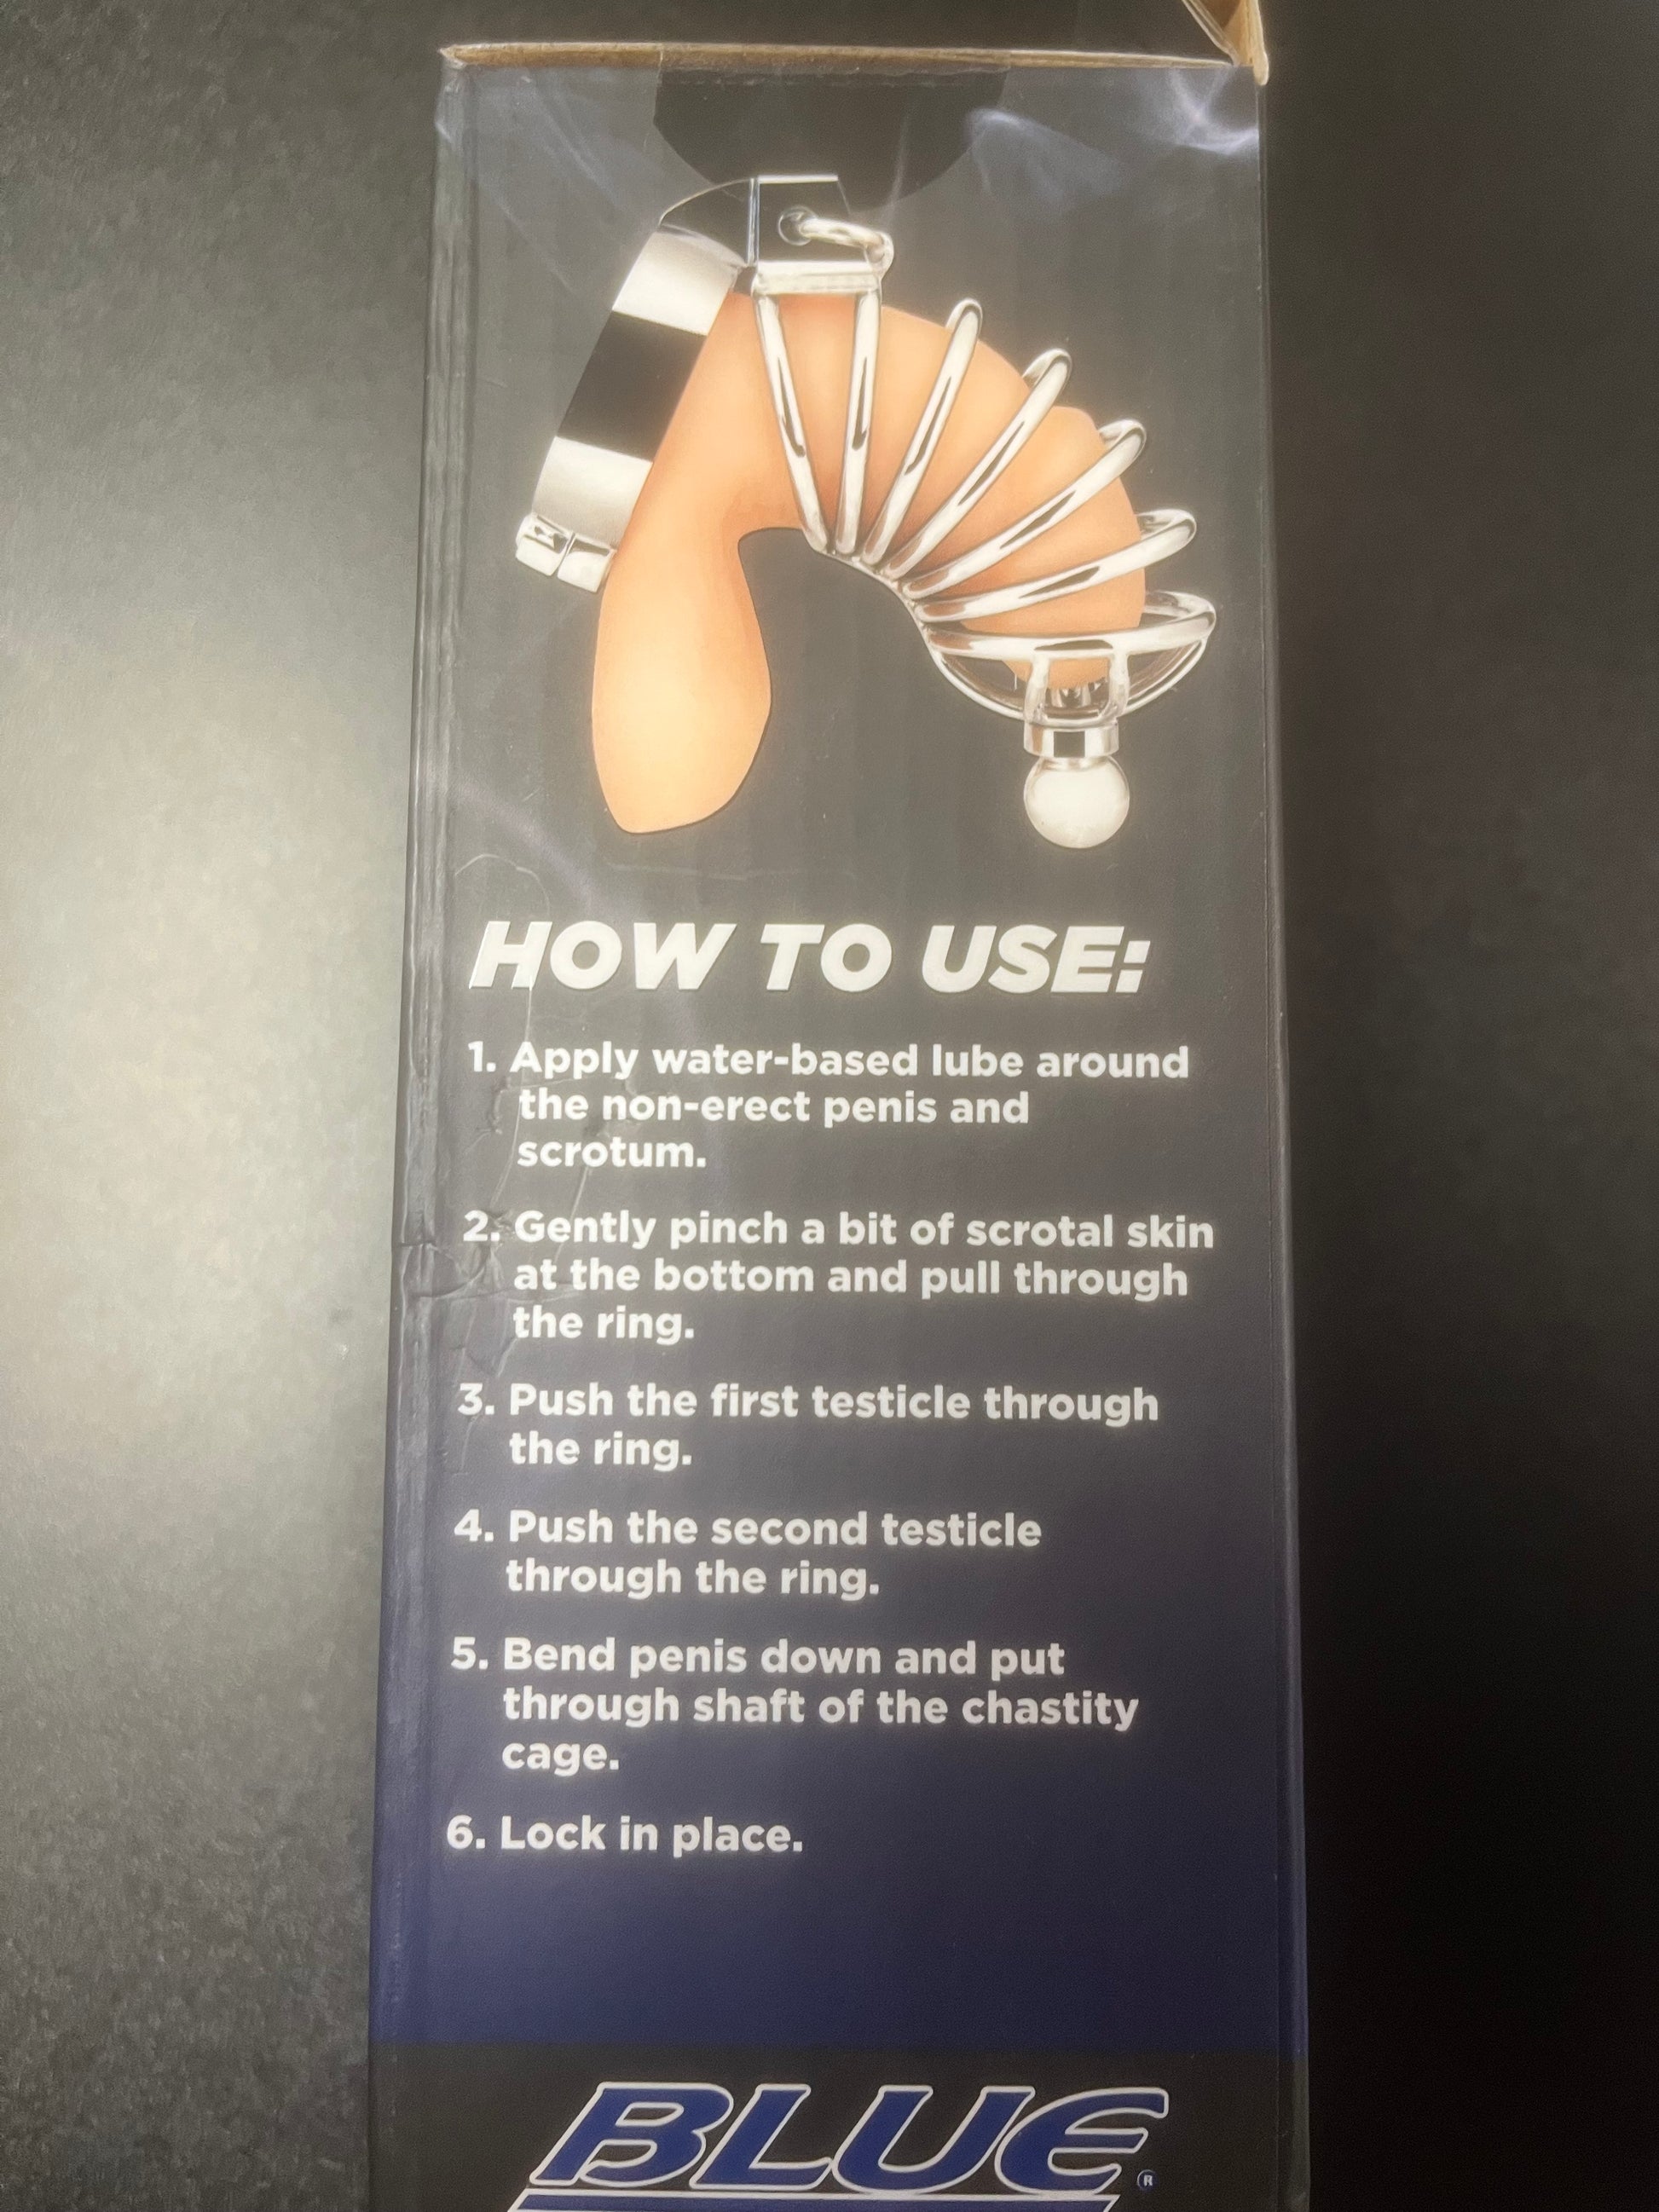 HOW TO USE:
1. Apply water-based lube around
the non-erect penis and
scrotum.
2. Gently pinch a bit of scrotal skin
at the bottom and pull through
the ring.
3. Push the first testicle through
the ring.
4. Push the second testicle
through the ring.
5. Bend penis down and put
through shaft of the chastity
cage.
6. Lock in place.
BLUE®